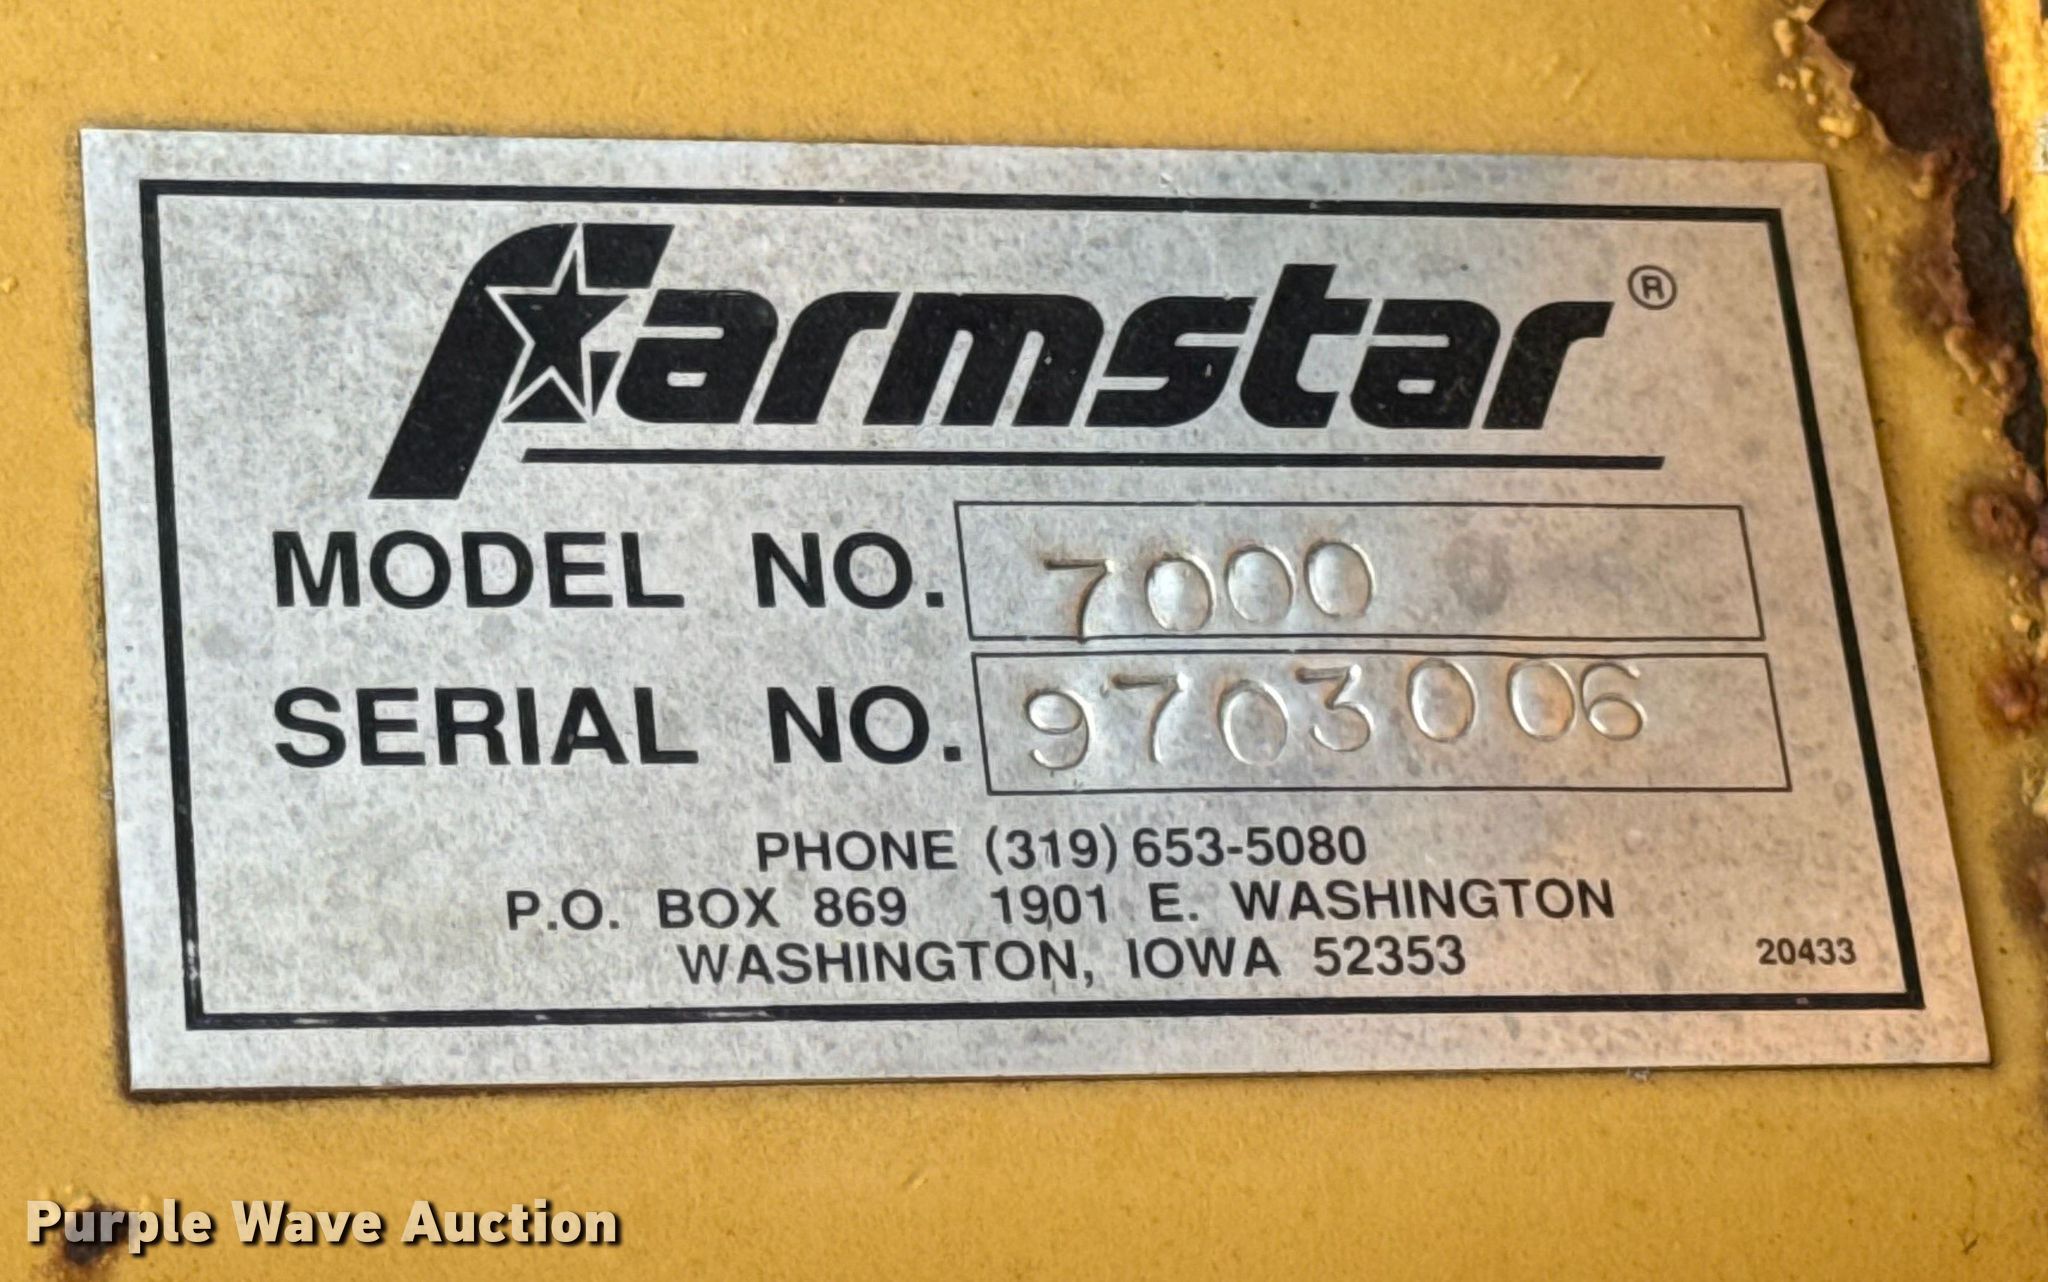 Farmstar®
MODEL NO. 7000
SERIAL NO. 9703006
PHONE (319) 653-5080
P.O. BOX 869 1901 E. WASHINGTON
WASHINGTON, IOWA 52353 20433
Purple Wave Auction